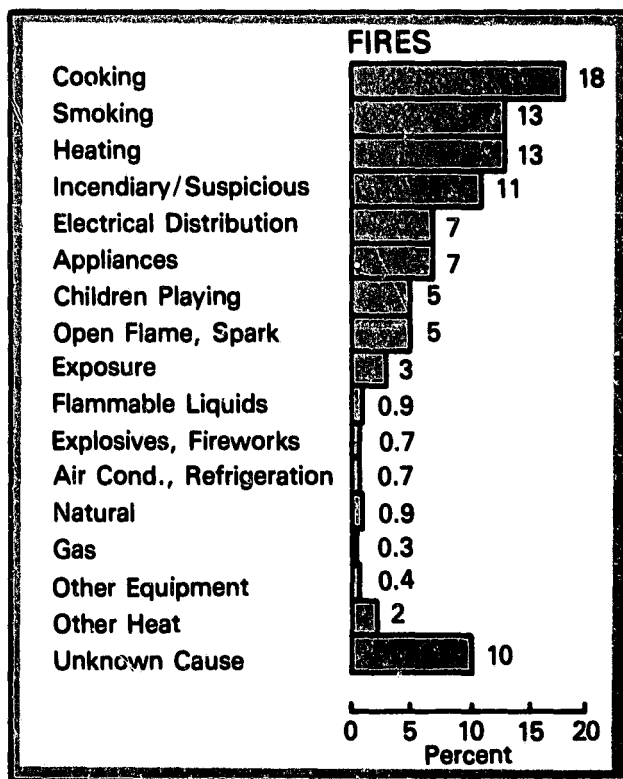 FIRES
Cooking 18
Smoking 13
Heating 13
Incendiary/Suspicious 11
Electrical Distribution 7
Appliances 7
Children Playing 5
Open Flame, Spark 5
Exposure 3
Flammable Liquids 0.9
Explosives, Fireworks 0.7
Air Cond., Refrigeration 0.7
Natural 0.9
Gas 0.3
Other Equipment 0.4
Other Heat 2
Unknown Cause 10
0 5 10 15 20
Percent